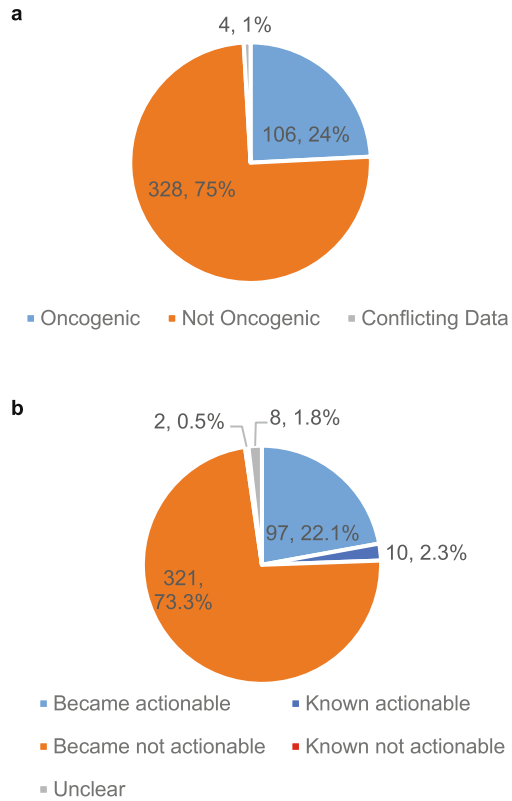 a
4, 1%
106, 24%
328, 75%
Oncogenic Not Oncogenic Conflicting Data
b
2, 0.5% 8, 1.8%
97, 22.1%
10, 2.3%
321,
73.3%
Became actionable Known actionable
Became not actionable Known not actionable
Unclear